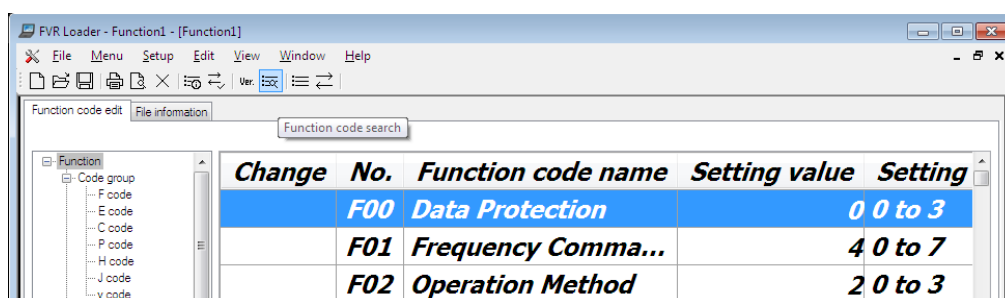 FVR Loader - Function1 - [Function1]
File Menu Setup Edit View Window Help
Ver.
Function code edit File information
Function code search
Function
Code group
F code
E code
C code
P code
H code
J code
y code
Change No. Function code name Setting value Setting
F00 Data Protection 0 0 to 3
F01 Frequency Comma... 4 0 to 7
F02 Operation Method 2 0 to 3